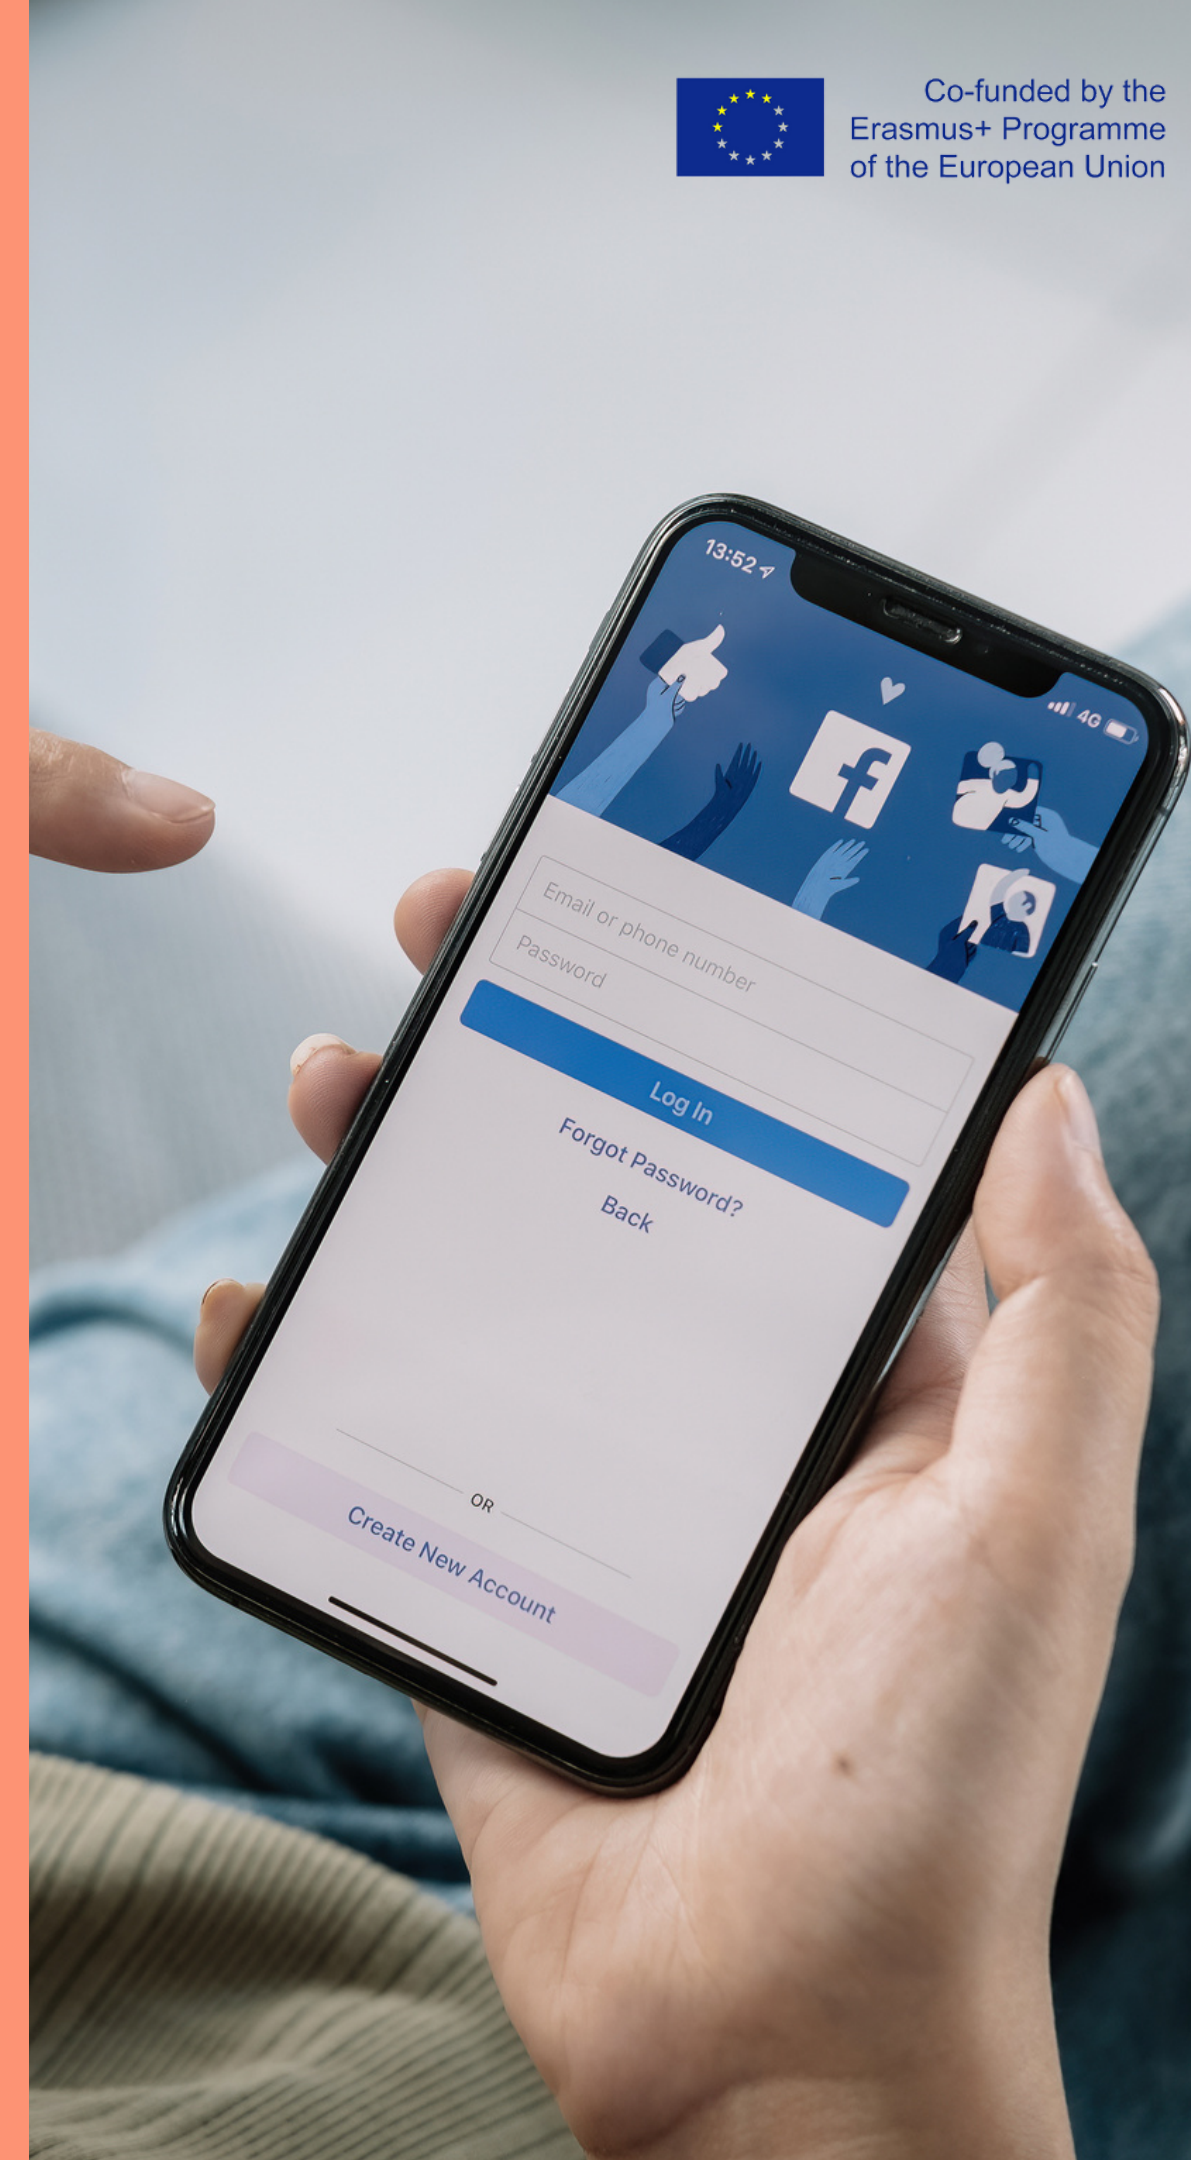 Co-funded by the
Erasmus+ Programme
of the European Union
13:52
4G
f
Email or phone number
Password
Log In
Forgot Password?
Back
OR
Create New Account